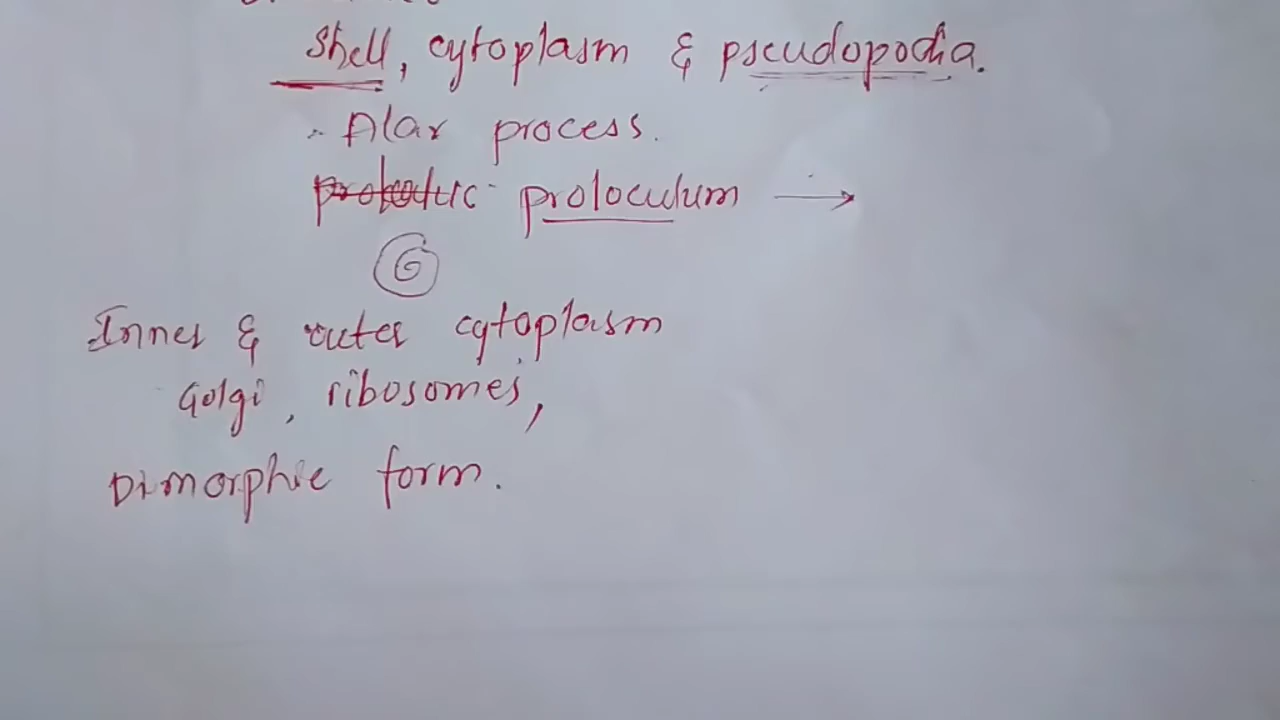 Shell, cytoplasm & pseudopodia.
Alar process.
proloculum →
Inner & outer cytoplasm
Golgi, ribosomes,
Dimorphic form.